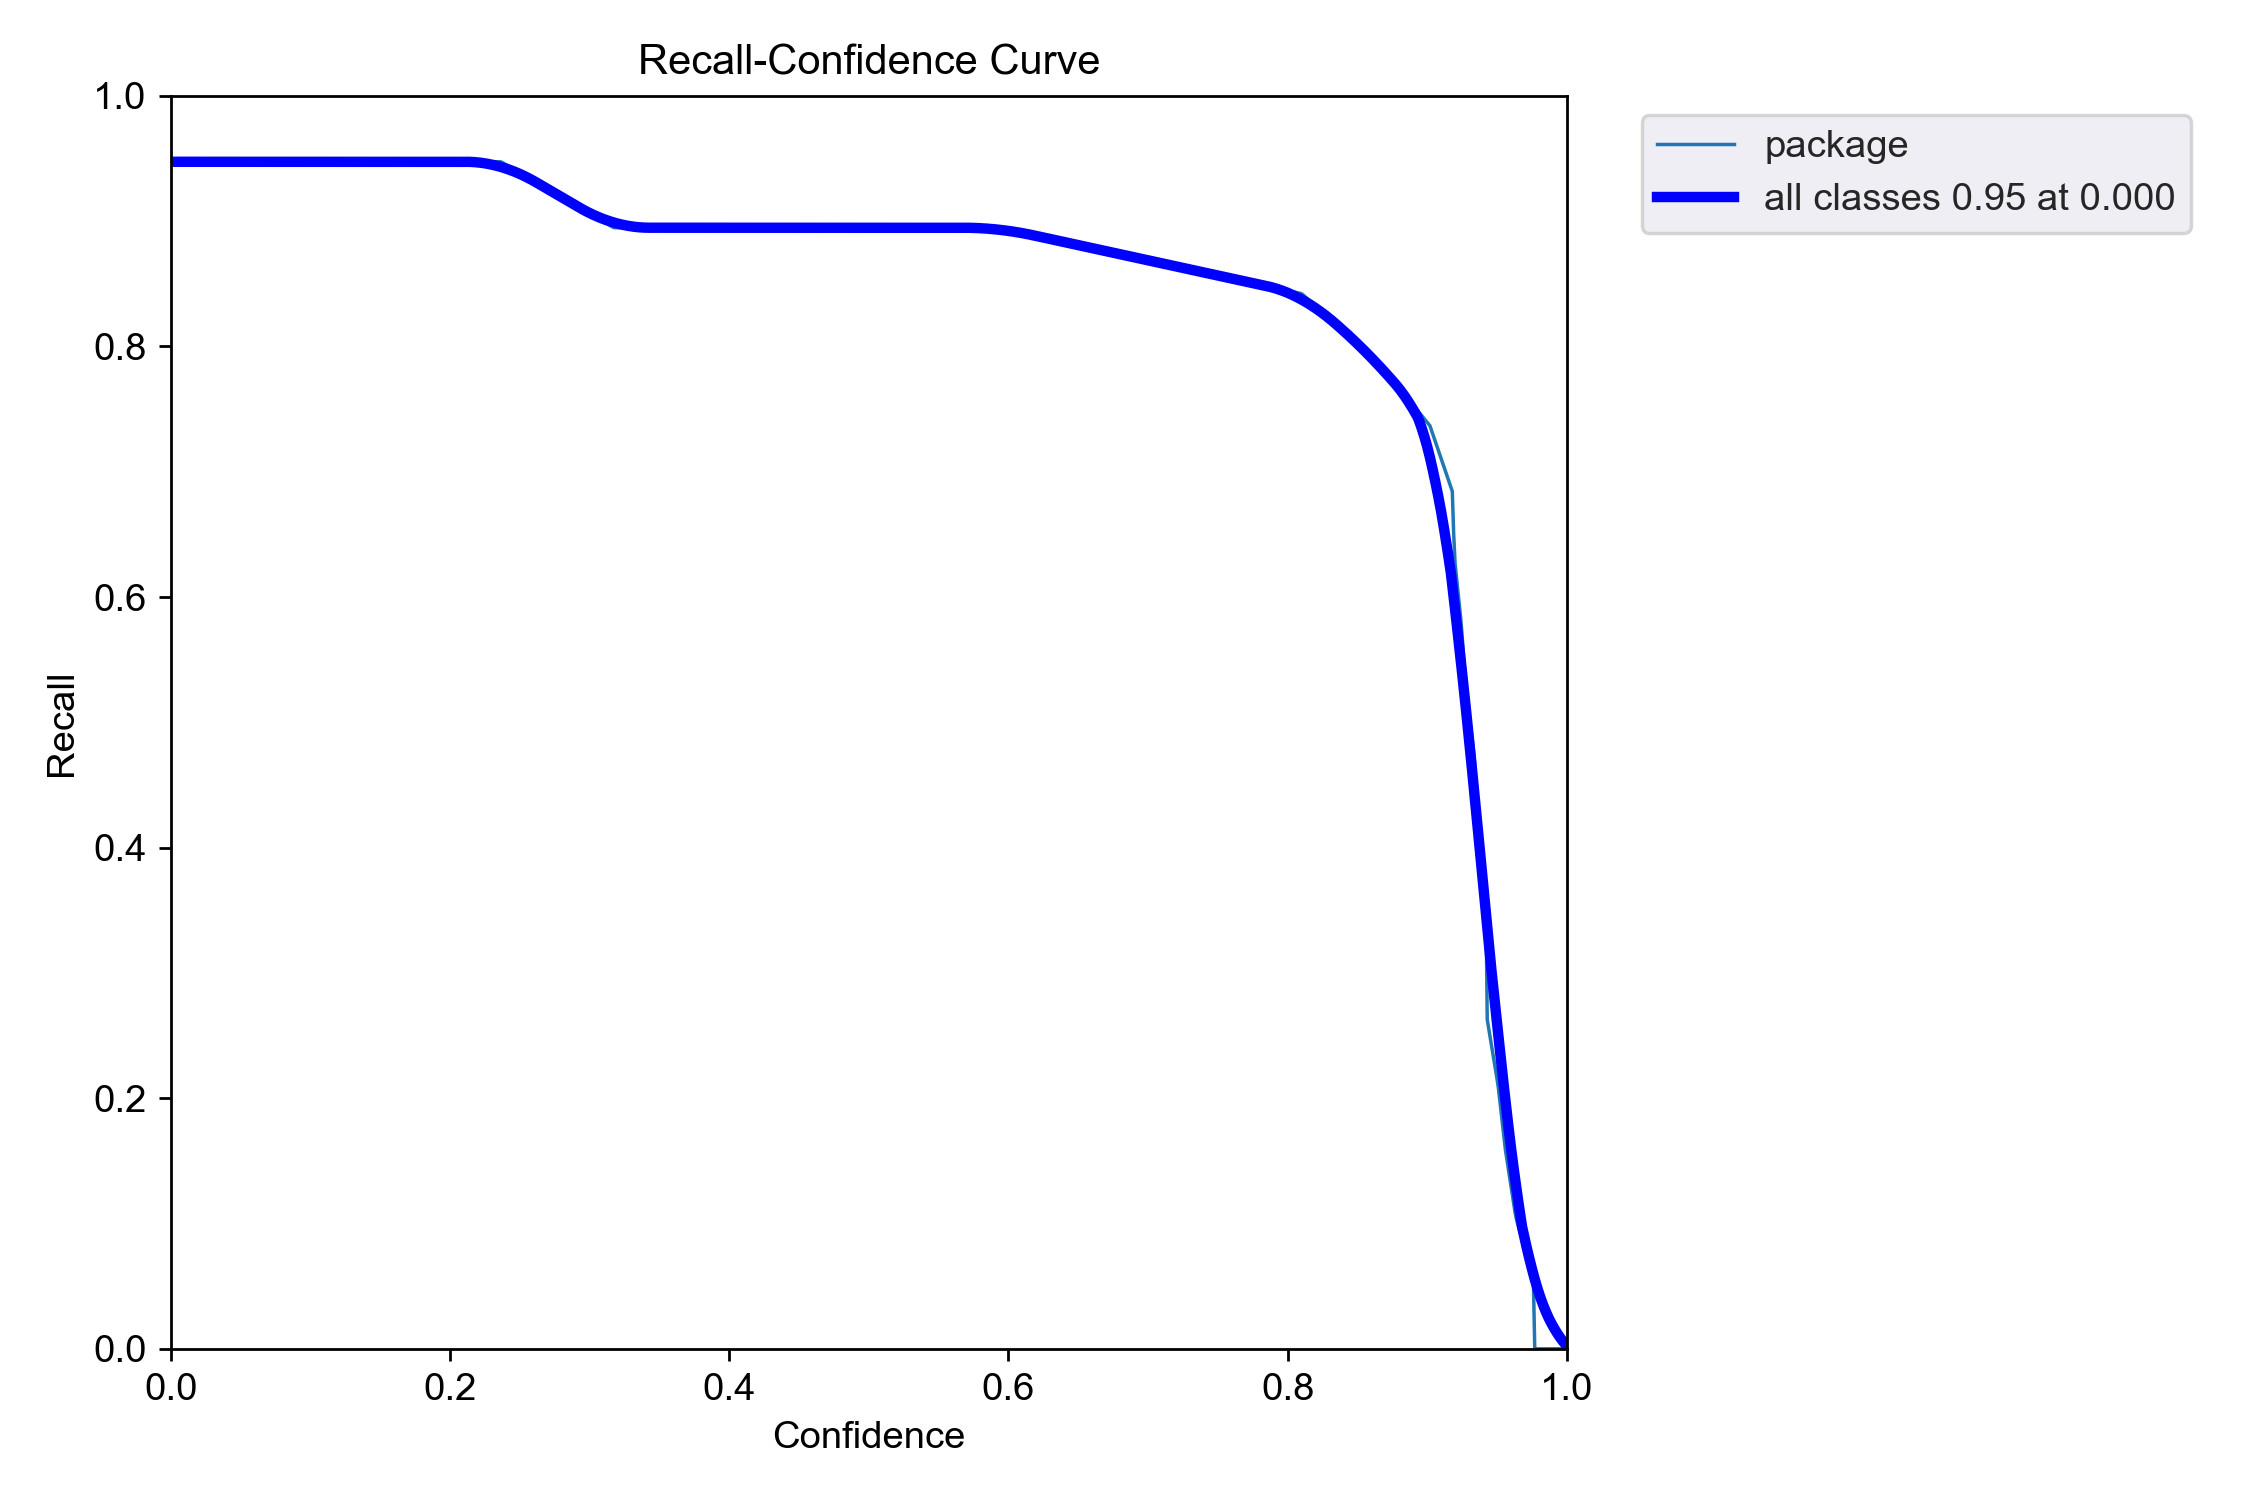 Recall-Confidence Curve
1.0
0.8
0.6
0.4
0.2
0.0
Recall
0.0 0.2 0.4 0.6 0.8 1.0
Confidence
package
all classes 0.95 at 0.000